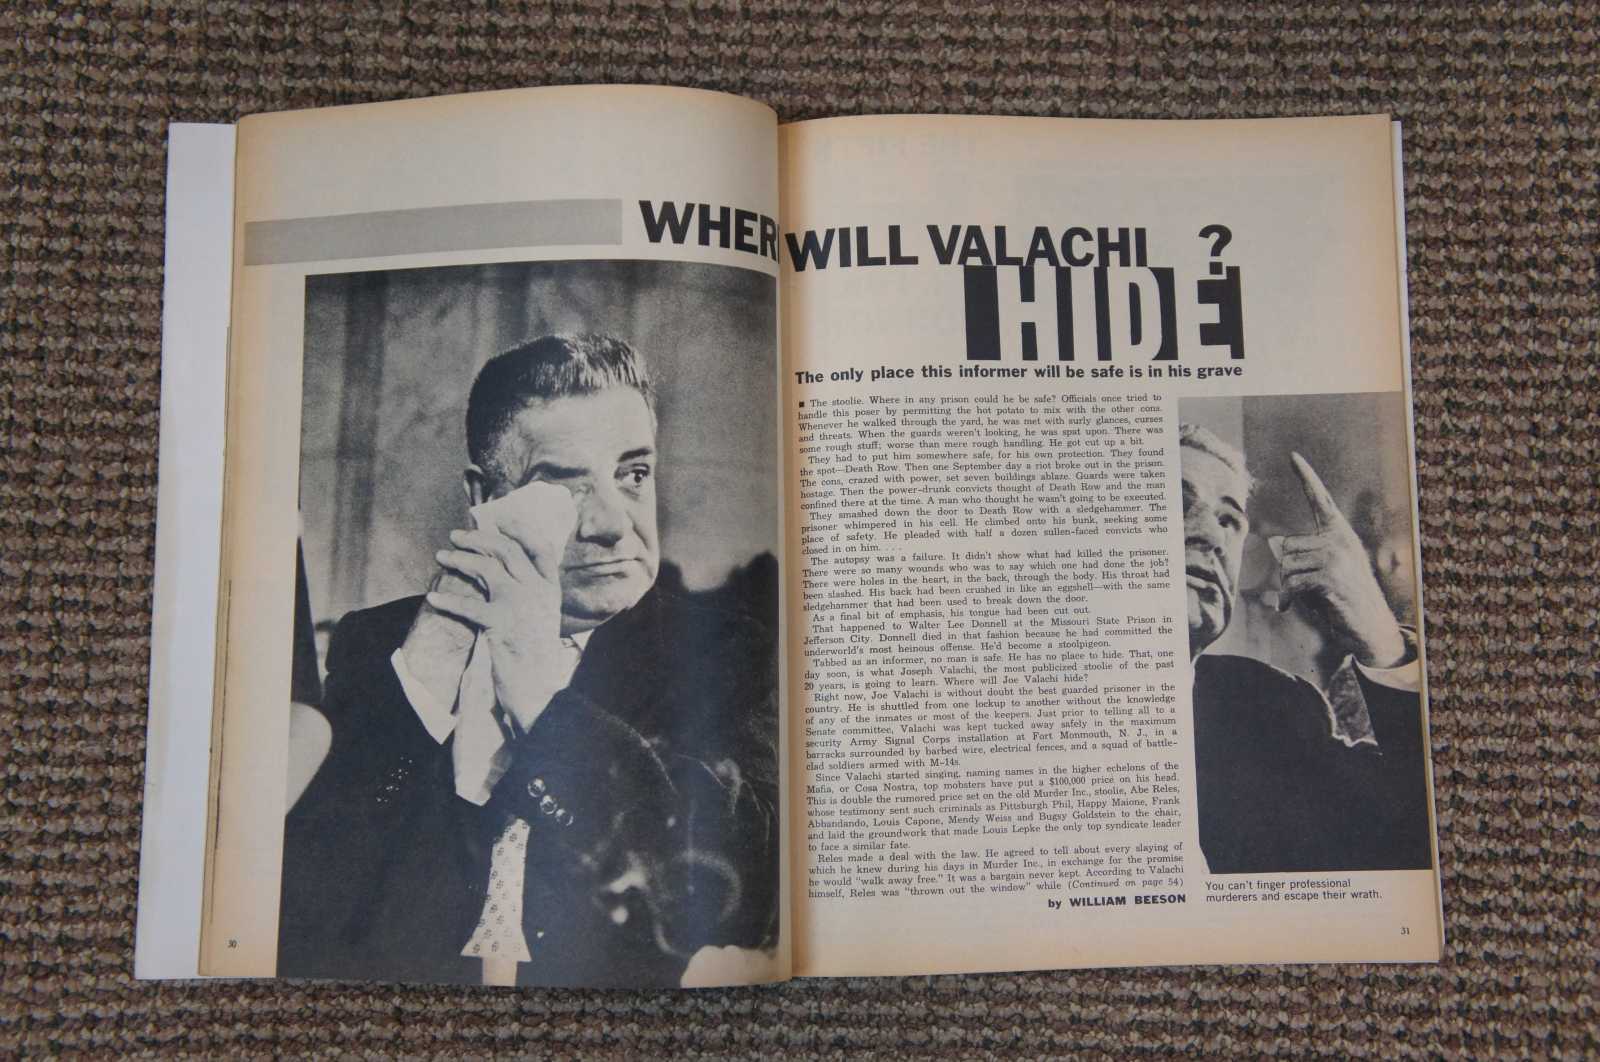 WHER WILL VALACHI ?
HIDE
The only place this informer will be safe is in his grave
■ The stoolie. Where in any prison could he be safe? Officials once tried to
handle this poser by permitting the hot potato to mix with the other cons.
Whenever he walked through the yard, he was met with surly glances, curses
and threats. When the guards weren't looking, he was spat upon. There was
some rough stuff; worse than mere rough handling. He got cut up a bit.
They had to put him somewhere safe, for his own protection. They found
the spot—Death Row. Then one September day a riot broke out in the prison.
The cons, crazed with power, set seven buildings ablaze. Guards were taken
hostage. Then the power-drunk convicts thought of Death Row and the man
confined there at the time. A man who thought he wasn't going to be executed.
They smashed down the door to Death Row with a sledgehammer. The
prisoner whimpered in his cell. He climbed onto his bunk, seeking some
place of safety. He pleaded with half a dozen sullen-faced convicts who
closed in on him. . . .
The autopsy was a failure. It didn't show what had killed the prisoner.
There were so many wounds who was to say which one had done the job?
There were holes in the heart, in the back, through the body. His throat had
been slashed. His back had been crushed in like an eggshell—with the same
sledgehammer that had been used to break down the door.
As a final bit of emphasis, his tongue had been cut out.
That happened to Walter Lee Donnell at the Missouri State Prison in
Jefferson City. Donnell died in that fashion because he had committed the
underworld's most heinous offense. He'd become a stoolpigeon.
Tabbed as an informer, no man is safe. He has no place to hide. That, one
day soon, is what Joseph Valachi, the most publicized stoolie of the past
20 years, is going to learn. Where will Joe Valachi hide?
Right now, Joe Valachi is without doubt the best guarded prisoner in the
country. He is shuttled from one lockup to another without the knowledge
of any of the inmates or most of the keepers. Just prior to telling all to a
Senate committee, Valachi was kept tucked away safely in the maximum
security Army Signal Corps installation at Fort Monmouth, N. J., in a
barracks surrounded by barbed wire, electrical fences, and a squad of battle-
clad soldiers armed with M-14s.
Since Valachi started singing, naming names in the higher echelons of the
Mafia, or Cosa Nostra, top mobsters have put a $100,000 price on his head.
This is double the rumored price set on the old Murder Inc., stoolie, Abe Reles,
whose testimony sent such criminals as Pittsburgh Phil, Happy Maione, Frank
Abbandando, Louis Capone, Mendy Weiss and Bugsy Goldstein to the chair,
and laid the groundwork that made Louis Lepke the only top syndicate leader
to face a similar fate.
Reles made a deal with the law. He agreed to tell about every slaying of
which he knew during his days in Murder Inc., in exchange for the promise
he would "walk away free." It was a bargain never kept. According to Valachi
himself, Reles was "thrown out the window" while (Continued on page 54)
by WILLIAM BEESON
You can't finger professional
murderers and escape their wrath.
30
31